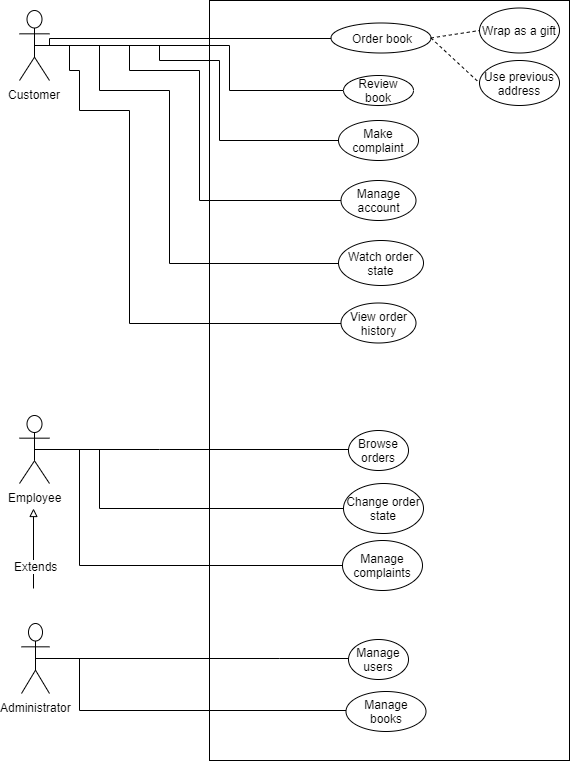 Customer
Order book
Wrap as a gift
Use previous
address
Review
book
Make
complaint
Manage
account
Watch order
state
View order
history
Employee
Browse
orders
Change order
state
Manage
complaints
Extends
Administrator
Manage
users
Manage
books